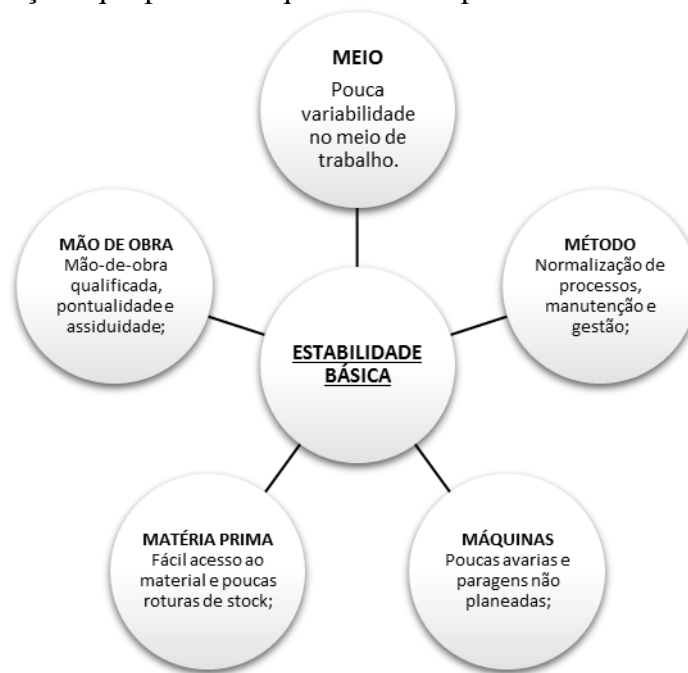 MEIO
Pouca
variabilidade
no meio de
trabalho.
MÃO DE OBRA
Mão-de-obra
qualificada,
pontualidade e
assiduidade;
MÉTODO
Normalização de
processos,
manutenção e
gestão;
ESTABILIDADE
BÁSICA
MATÉRIA PRIMA
Fácil acesso ao
material e poucas
roturas de stock;
MÁQUINAS
Poucas avarias e
paragens não
planeadas;